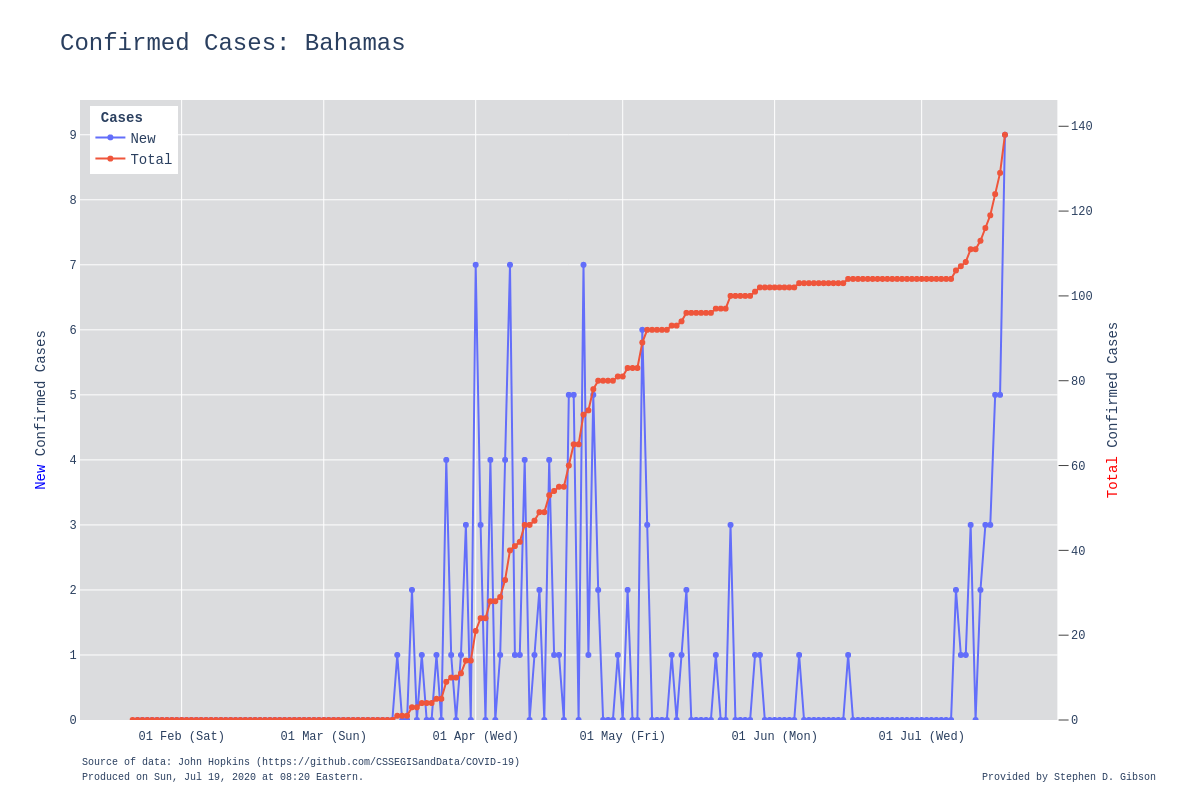 Confirmed Cases: Bahamas
Cases
New
Total
9
8
7
6
5
4
3
2
1
0
New Confirmed Cases
140
120
100
80
60
40
20
0
Total Confirmed Cases
01 Feb (Sat)
01 Mar (Sun)
01 Apr (Wed)
01 May (Fri)
01 Jun (Mon)
01 Jul (Wed)
Source of data: John Hopkins (https://github.com/CSSEGISandData/COVID-19)
Produced on Sun, Jul 19, 2020 at 08:20 Eastern.
Provided by Stephen D. Gibson